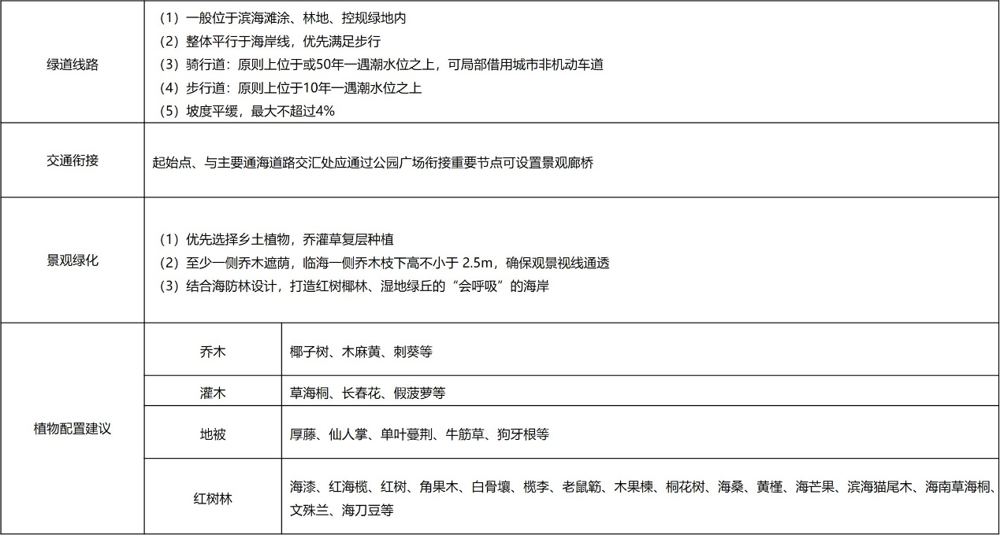 绿道线路
（1）一般位于滨海滩涂、林地、控规绿地内
（2）整体平行于海岸线，优先满足步行
（3）骑行道：原则上位于或50年一遇潮水位之上，可局部借用城市非机动车道
（4）步行道：原则上位于10年一遇潮水位之上
（5）坡度平缓，最大不超过4%
交通衔接
起始点、与主要通海道路交汇处应通过公园广场衔接重要节点可设置景观廊桥
景观绿化
（1）优先选择乡土植物，乔灌草复层种植
（2）至少一侧乔木遮荫，临海一侧乔木枝下高不小于 2.5m，确保观景视线通透
（3）结合海防林设计，打造红树椰林、湿地绿丘的“会呼吸”的海岸
植物配置建议
乔木
椰子树、木麻黄、刺葵等
灌木
草海桐、长春花、假菠萝等
地被
厚藤、仙人掌、单叶蔓荆、牛筋草、狗牙根等
红树林
海漆、红海榄、红树、角果木、白骨壤、榄李、老鼠簕、木果楝、桐花树、海桑、黄槿、海芒果、滨海猫尾木、海南草海桐、
文殊兰、海刀豆等